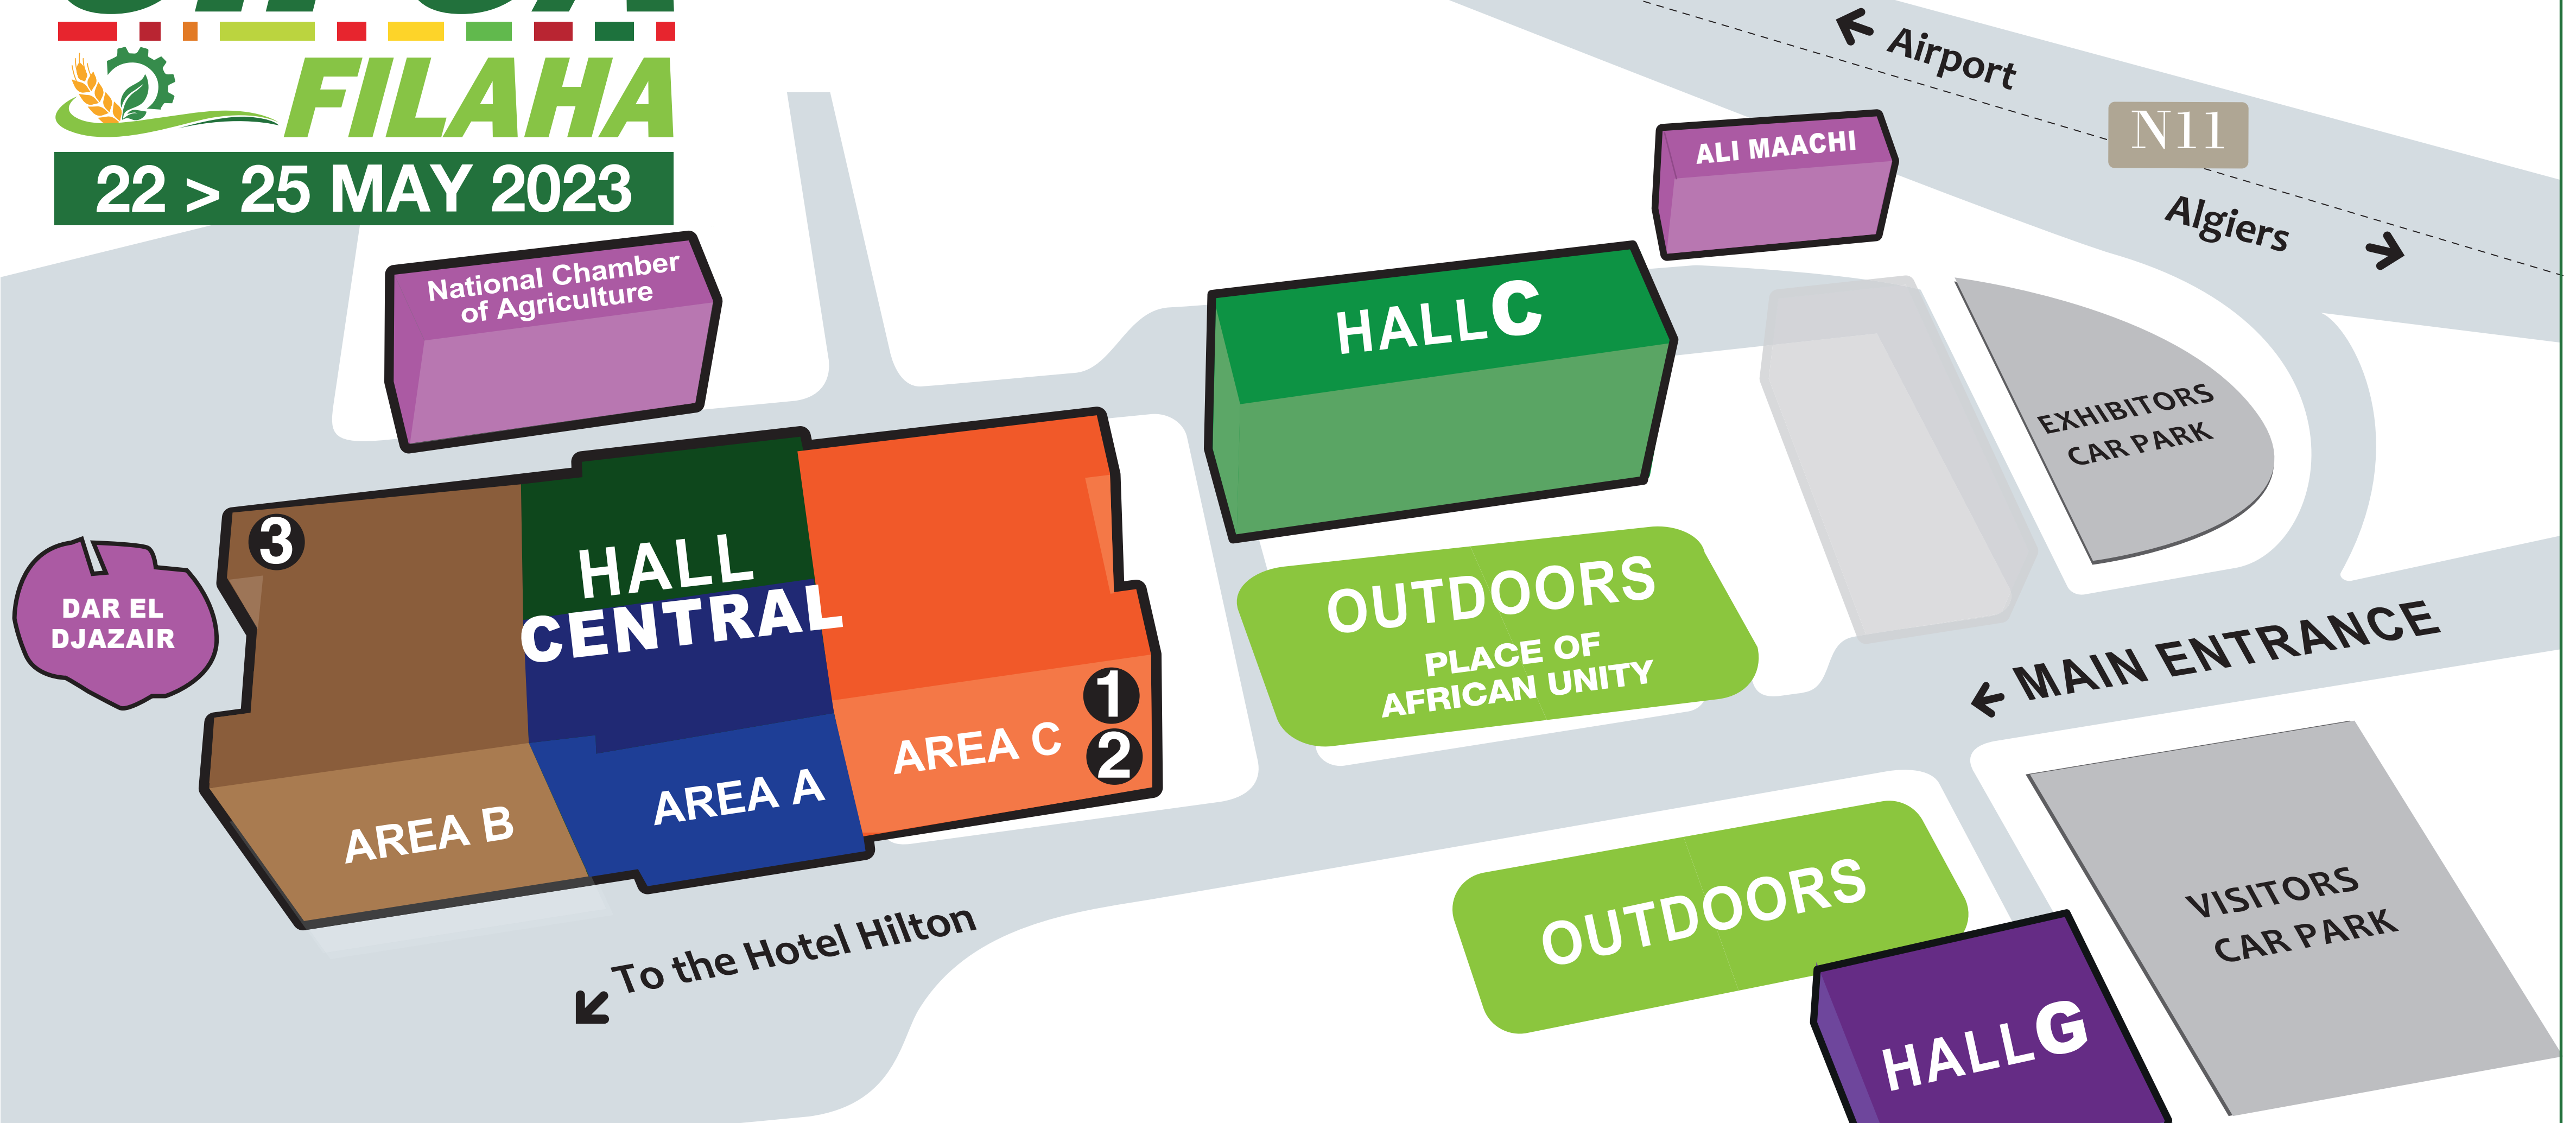 FILAHA
22 > 25 MAY 2023
Airport
N11
Algiers
ALI MAACHI
National Chamber
of Agriculture
HALL C
EXHIBITORS
CAR PARK
3
HALL
CENTRAL
DAR EL
DJAZAIR
OUTDOORS
PLACE OF
AFRICAN UNITY
MAIN ENTRANCE
1
2
AREA C
AREA A
AREA B
To the Hotel Hilton
OUTDOORS
VISITORS
CAR PARK
HALL G